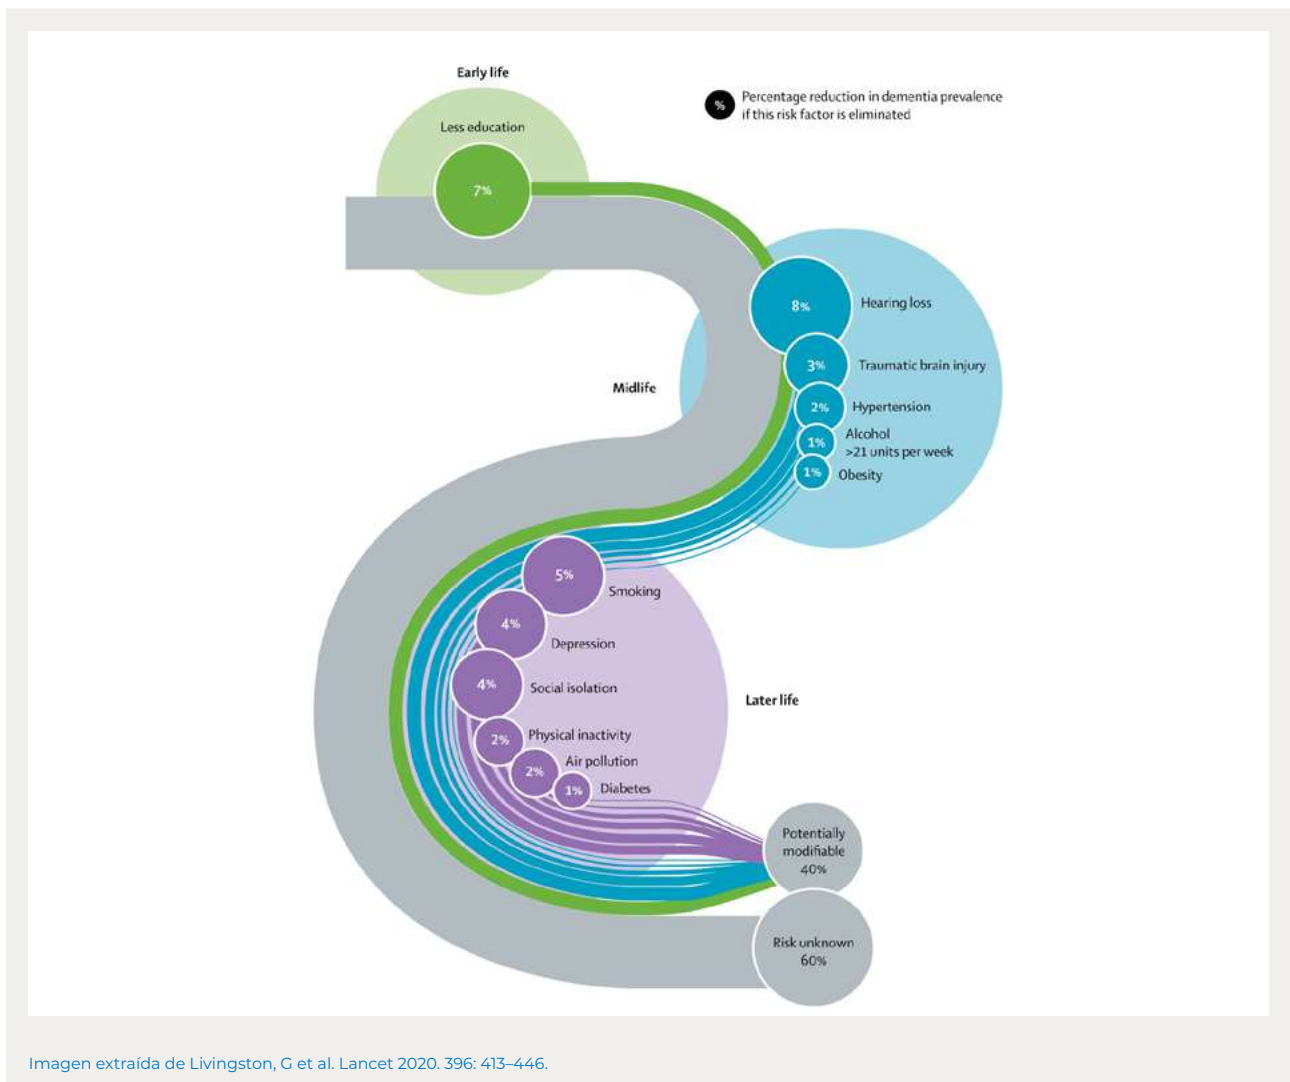 Early life
%
Percentage reduction in dementia prevalence
if this risk factor is eliminated
Less education
7%
8%
Hearing loss
3%
Traumatic brain injury
Midlife
2%
Hypertension
1%
Alcohol
>21 units per week
1%
Obesity
5%
Smoking
4%
Depression
4%
Social isolation
Later life
2%
Physical inactivity
2%
Air pollution
1%
Diabetes
Potentially
modifiable
40%
Risk unknown
60%
Imagen extraída de Livingston, G et al. Lancet 2020. 396: 413–446.